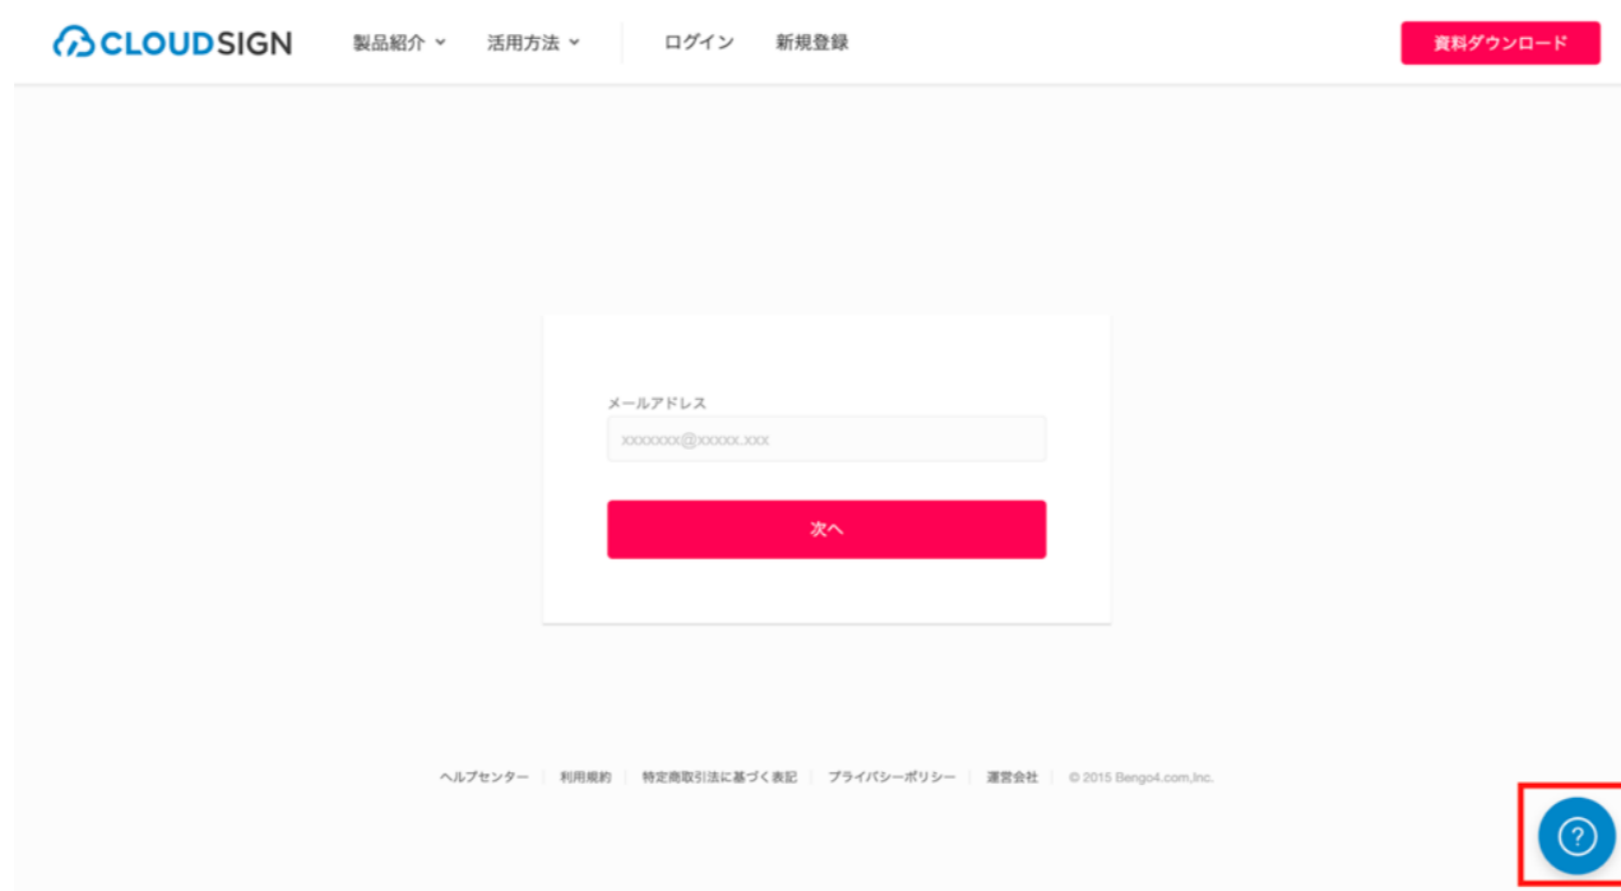 CLOUDSIGN 製品紹介 活用方法 ログイン 新規登録 資料ダウンロード
メールアドレス
xxxxxxx@xxxxx.xxx
次へ
ヘルプセンター 利用規約 特定商取引法に基づく表記 プライバシーポリシー 運営会社 © 2015 Bengo4.com,Inc.
?